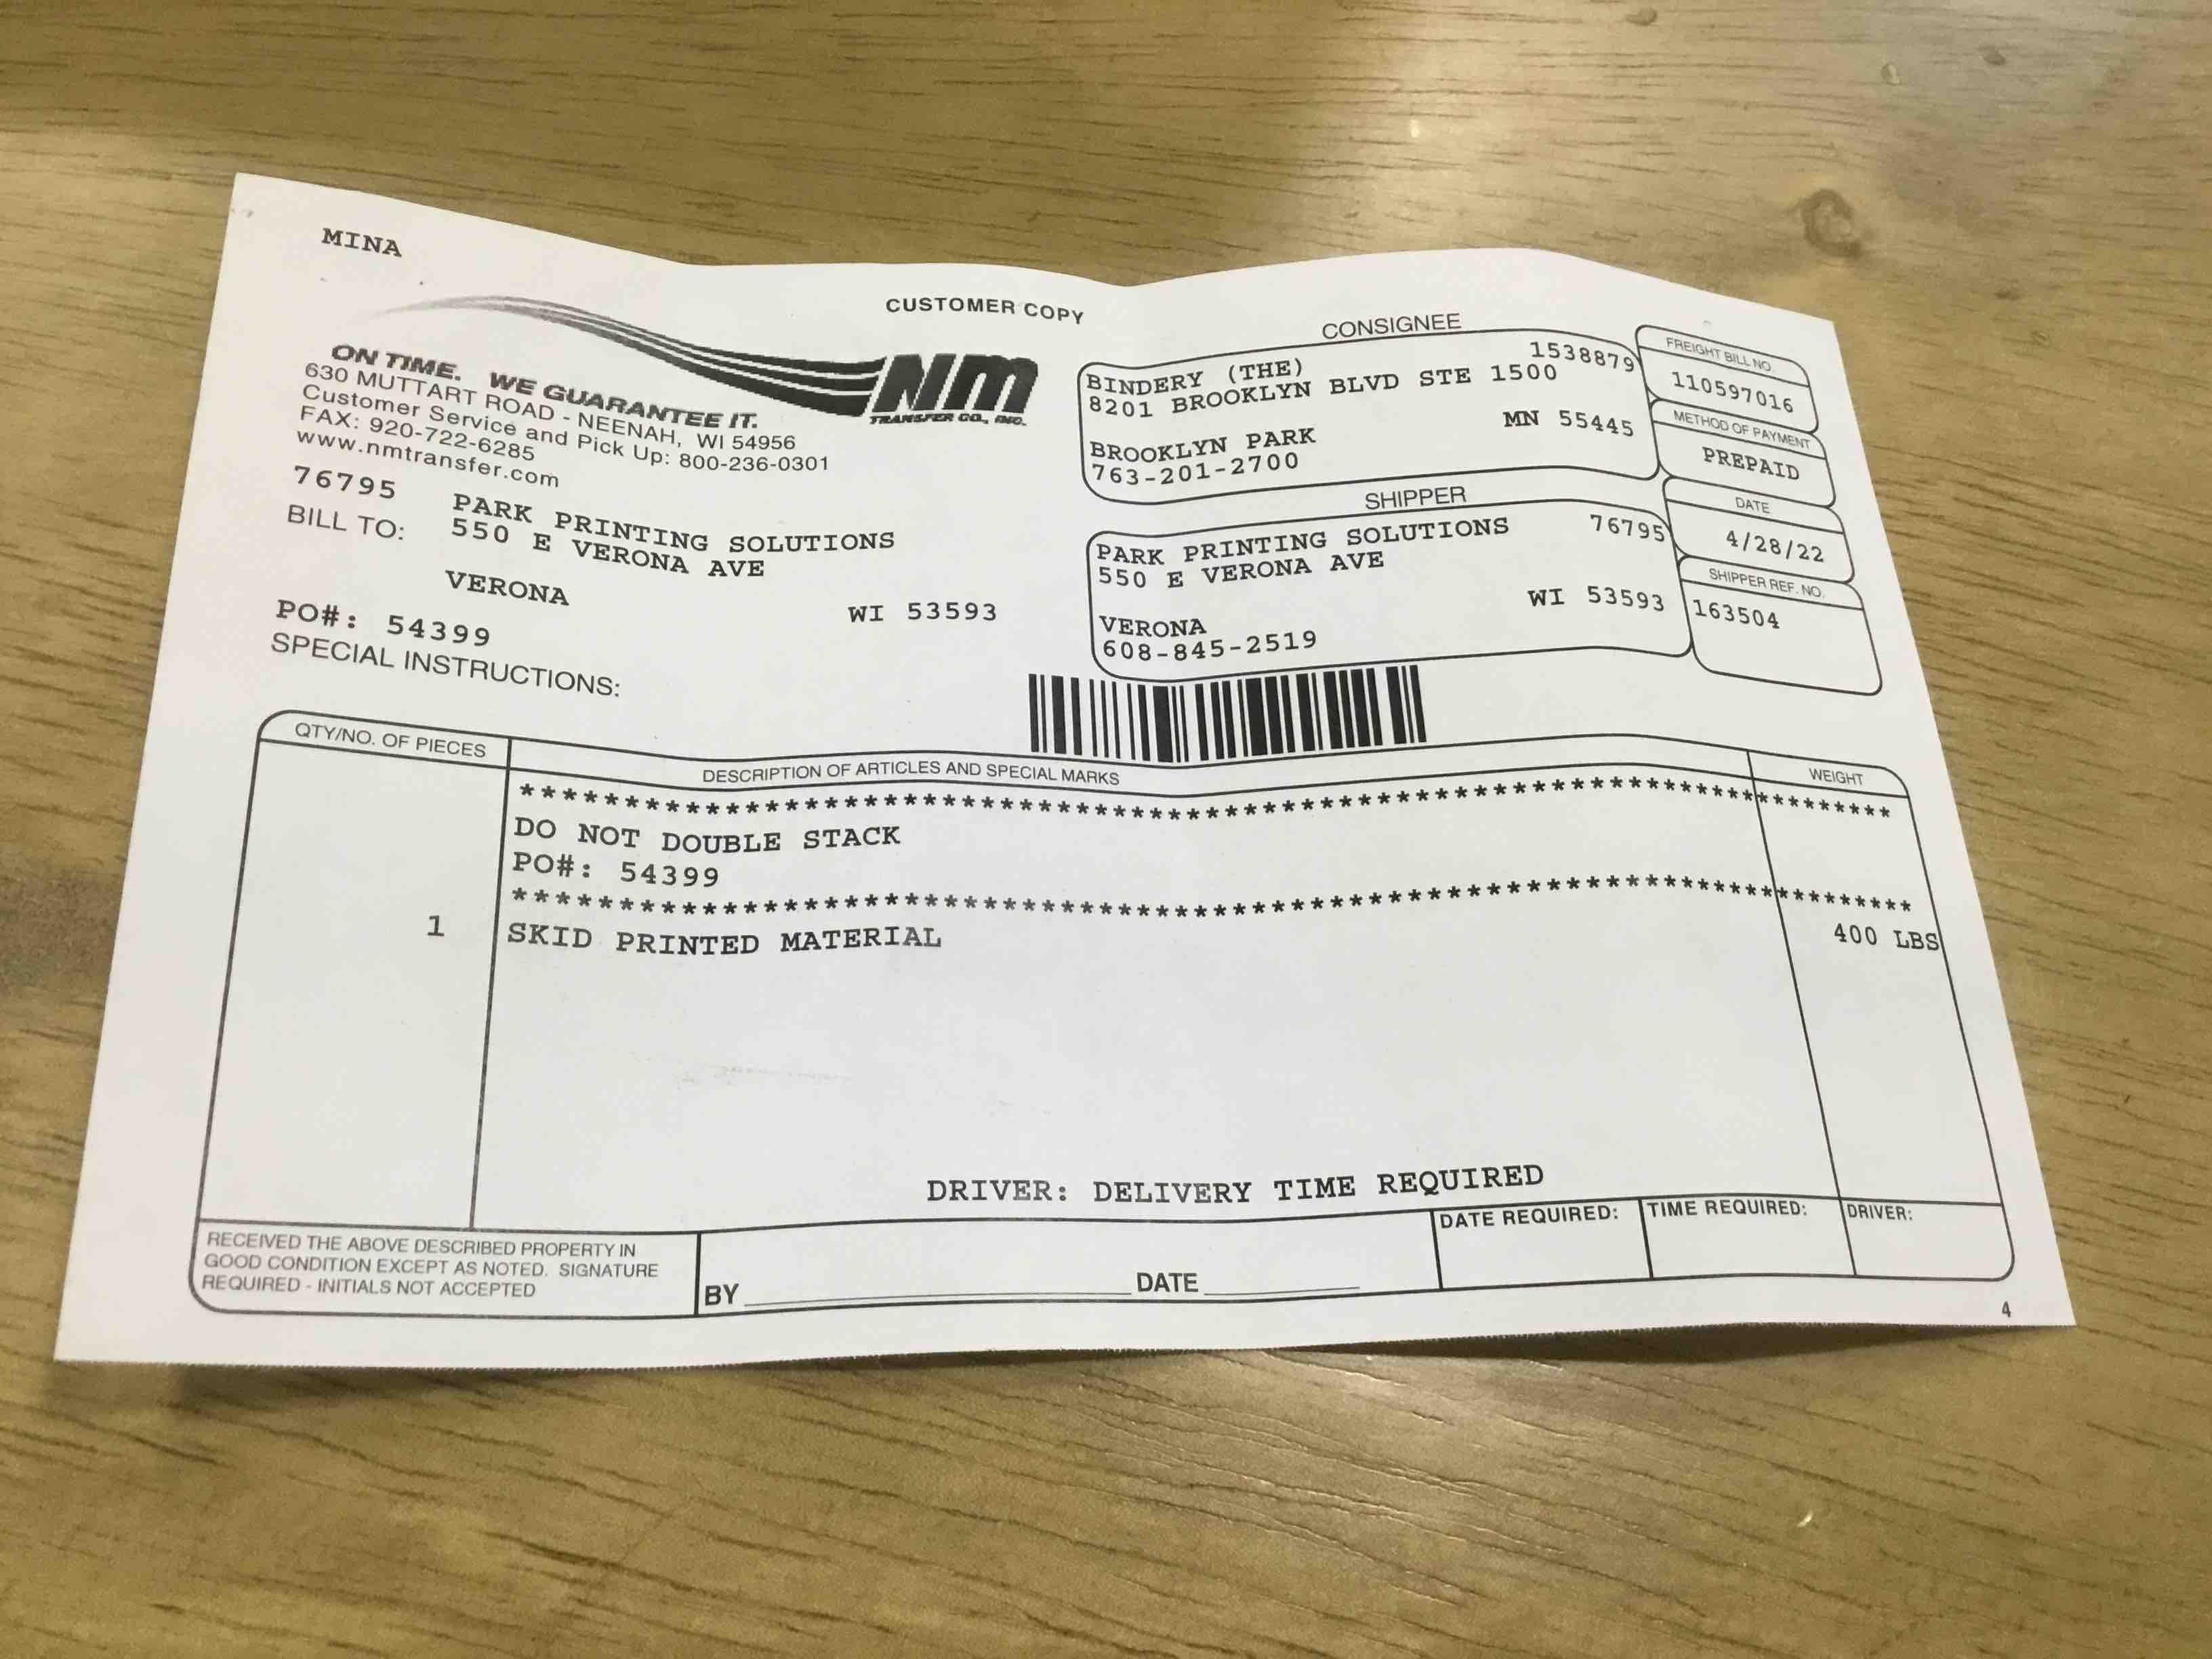 MINA
CUSTOMER COPY
NM
TRANSFER CO., INC.
ON TIME. WE GUARANTEE IT.
630 MUTTART ROAD - NEENAH, WI 54956
Customer Service and Pick Up: 800-236-0301
FAX: 920-722-6285
www.nmtransfer.com
76795 PARK PRINTING SOLUTIONS
BILL TO: 550 E VERONA AVE
VERONA WI 53593
PO#: 54399
SPECIAL INSTRUCTIONS:
CONSIGNEE
BINDERY (THE) 1538879
8201 BROOKLYN BLVD STE 1500
BROOKLYN PARK MN 55445
763-201-2700
SHIPPER
PARK PRINTING SOLUTIONS 76795
550 E VERONA AVE
VERONA WI 53593
608-845-2519
FREIGHT BILL NO.
110597016
METHOD OF PAYMENT
PREPAID
DATE
4/28/22
SHIPPER REF. NO.
163504
QTY/NO. OF PIECES DESCRIPTION OF ARTICLES AND SPECIAL MARKS WEIGHT
********************************************************************
DO NOT DOUBLE STACK
PO#: 54399
********************************************************************
1 SKID PRINTED MATERIAL 400 LBS
DRIVER: DELIVERY TIME REQUIRED
RECEIVED THE ABOVE DESCRIBED PROPERTY IN
GOOD CONDITION EXCEPT AS NOTED. SIGNATURE
REQUIRED - INITIALS NOT ACCEPTED
BY DATE
DATE REQUIRED: TIME REQUIRED: DRIVER:
4